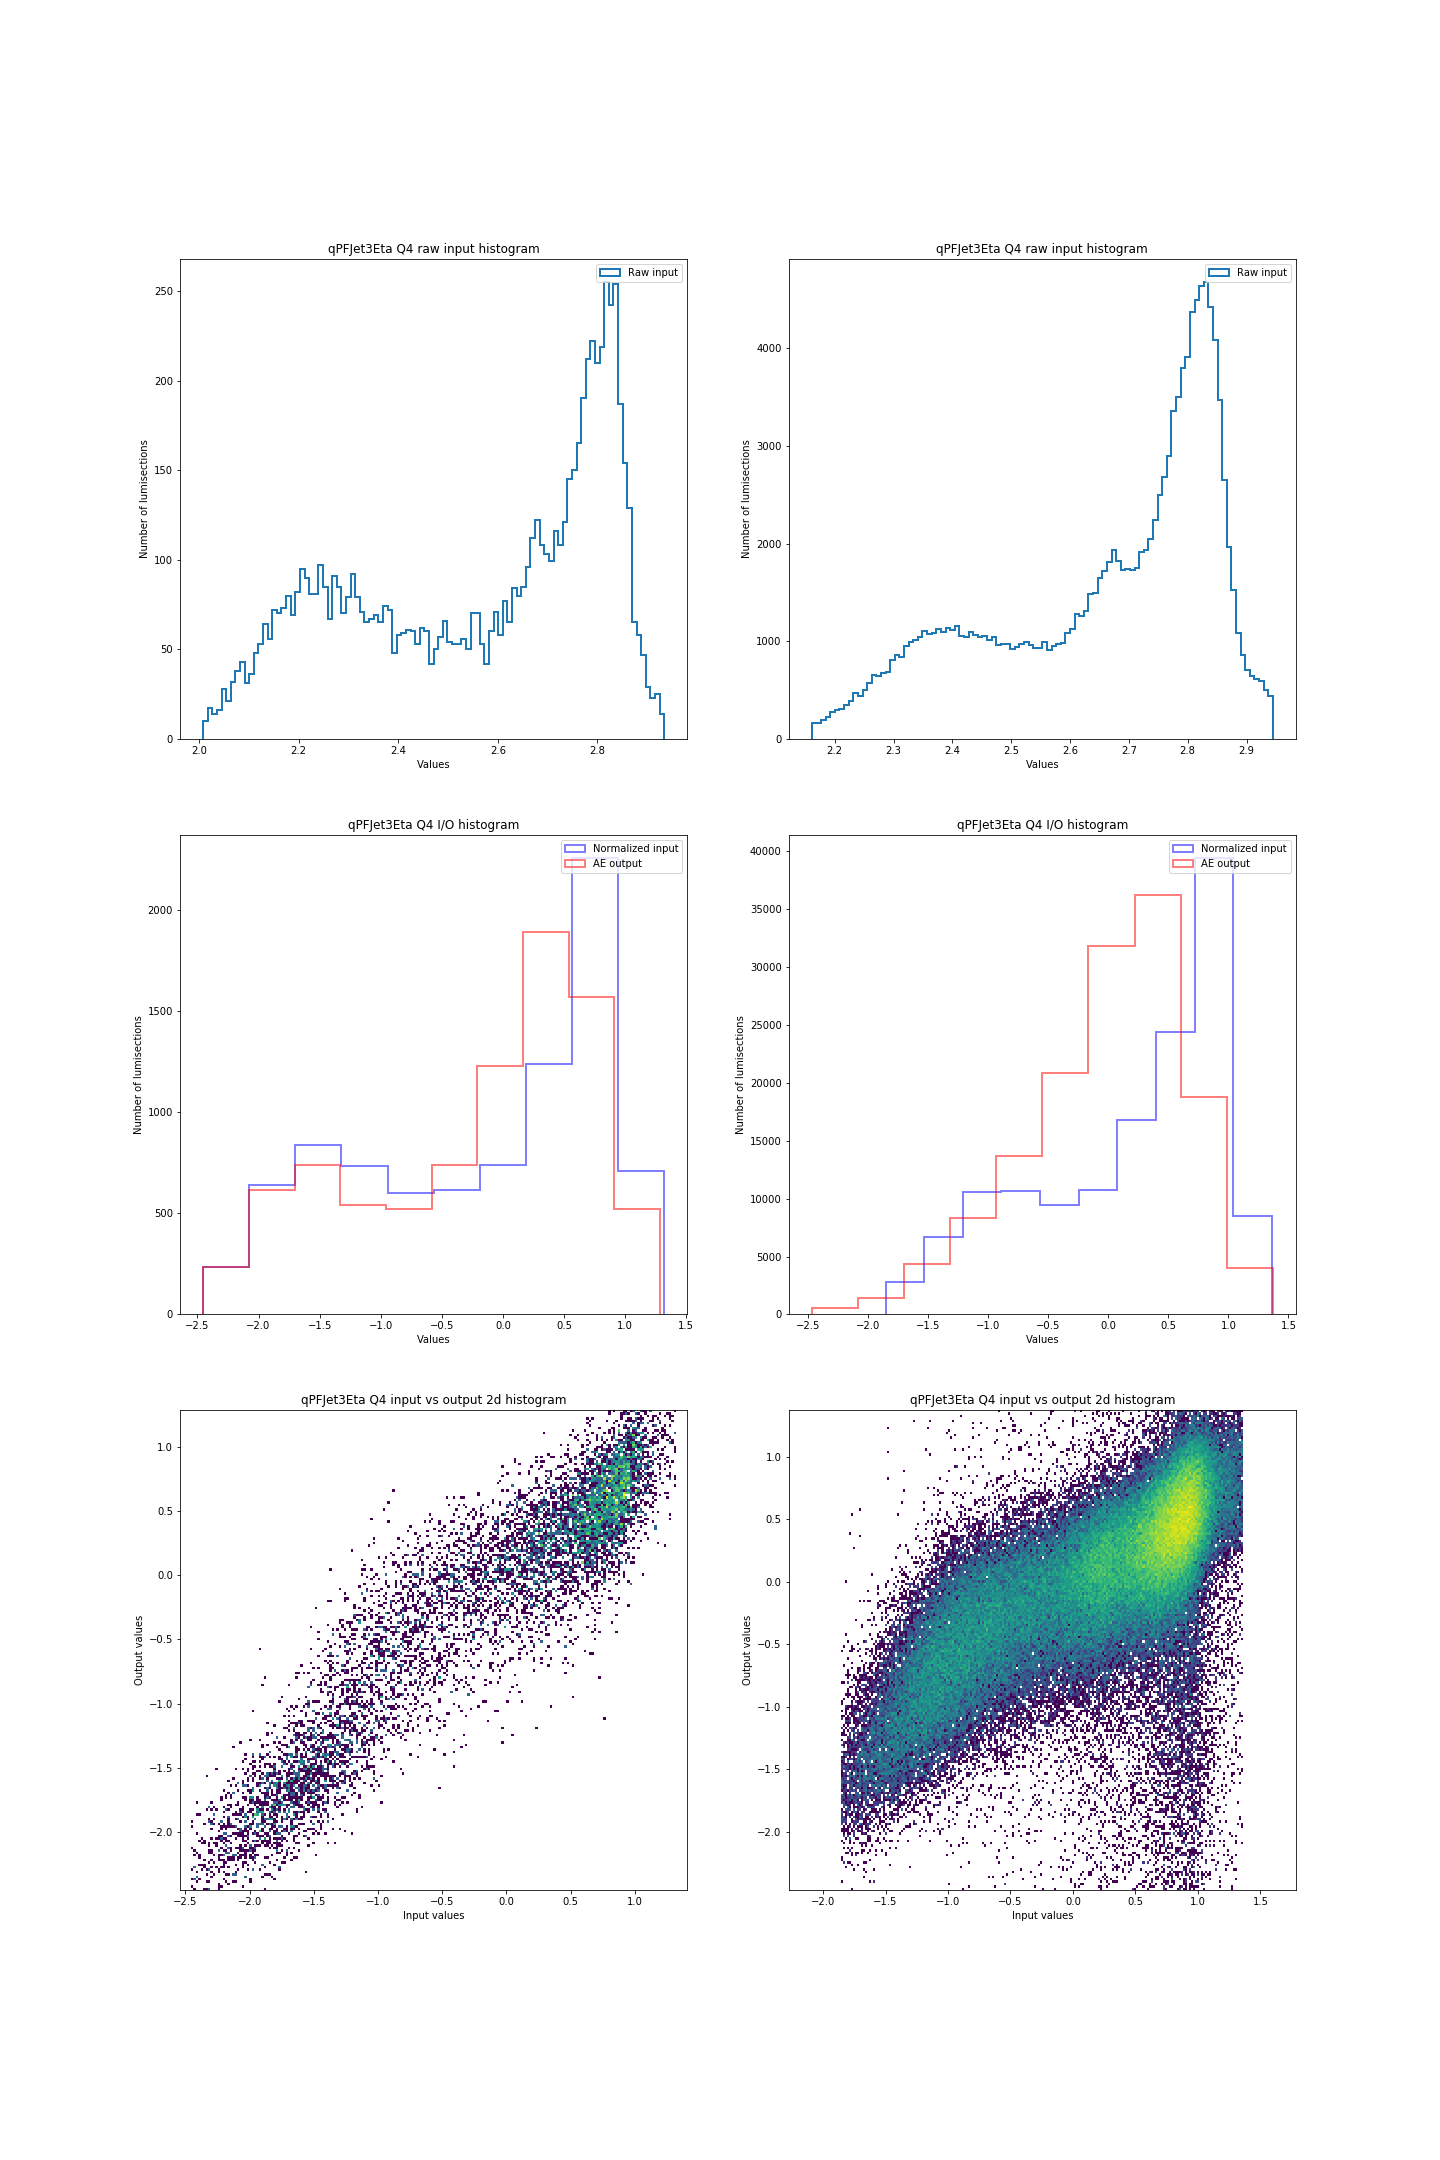 qPFJet3Eta Q4 raw input histogram
Raw input
250
200
150
100
50
0
Number of lumisections
2.0 2.2 2.4 2.6 2.8
Values
qPFJet3Eta Q4 raw input histogram
Raw input
4000
3000
2000
1000
0
Number of lumisections
2.2 2.3 2.4 2.5 2.6 2.7 2.8 2.9
Values
qPFJet3Eta Q4 I/O histogram
Normalized input
AE output
2000
1500
1000
500
0
Number of lumisections
−2.5 −2.0 −1.5 −1.0 −0.5 0.0 0.5 1.0 1.5
Values
qPFJet3Eta Q4 I/O histogram
Normalized input
AE output
40000
35000
30000
25000
20000
15000
10000
5000
0
Number of lumisections
−2.5 −2.0 −1.5 −1.0 −0.5 0.0 0.5 1.0 1.5
Values
qPFJet3Eta Q4 input vs output 2d histogram
1.0
0.5
0.0
−0.5
−1.0
−1.5
−2.0
Output values
−2.5 −2.0 −1.5 −1.0 −0.5 0.0 0.5 1.0
Input values
qPFJet3Eta Q4 input vs output 2d histogram
1.0
0.5
0.0
−0.5
−1.0
−1.5
−2.0
Output values
−2.0 −1.5 −1.0 −0.5 0.0 0.5 1.0 1.5
Input values